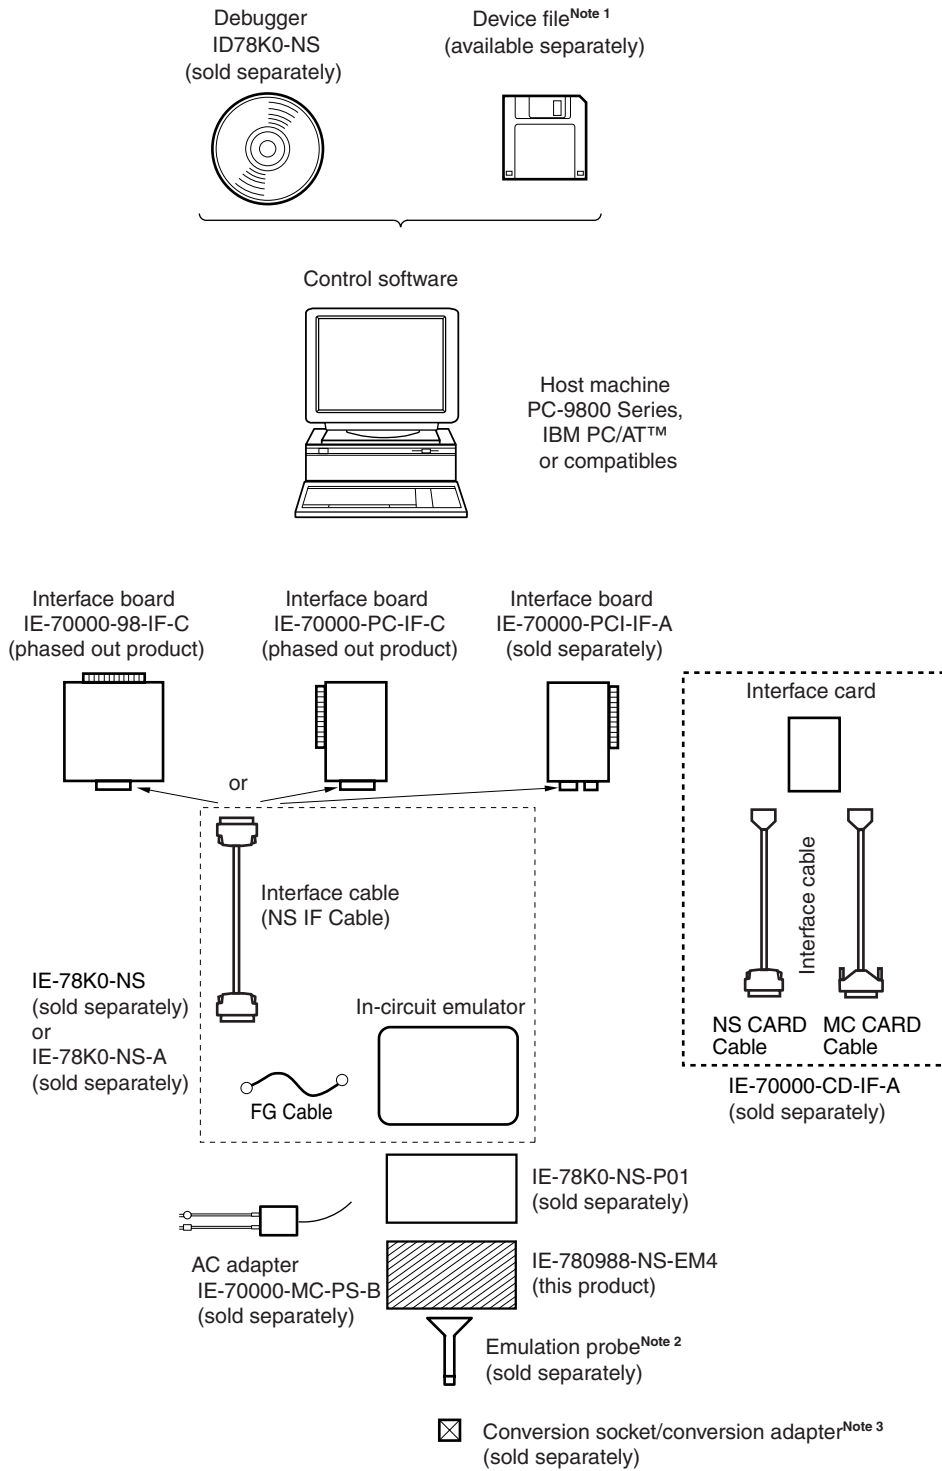 Debugger
ID78K0-NS
(sold separately)
Device fileNote 1
(available separately)
Control software
Host machine
PC-9800 Series,
IBM PC/AT™
or compatibles
Interface board
IE-70000-98-IF-C
(phased out product)
Interface board
IE-70000-PC-IF-C
(phased out product)
Interface board
IE-70000-PCI-IF-A
(sold separately)
or
Interface card
Interface cable
NS CARD
Cable
MC CARD
Cable
IE-70000-CD-IF-A
(sold separately)
Interface cable
(NS IF Cable)
IE-78K0-NS
(sold separately)
or
IE-78K0-NS-A
(sold separately)
In-circuit emulator
FG Cable
IE-78K0-NS-P01
(sold separately)
AC adapter
IE-70000-MC-PS-B
(sold separately)
IE-780988-NS-EM4
(this product)
Emulation probeNote 2
(sold separately)
Conversion socket/conversion adapterNote 3
(sold separately)